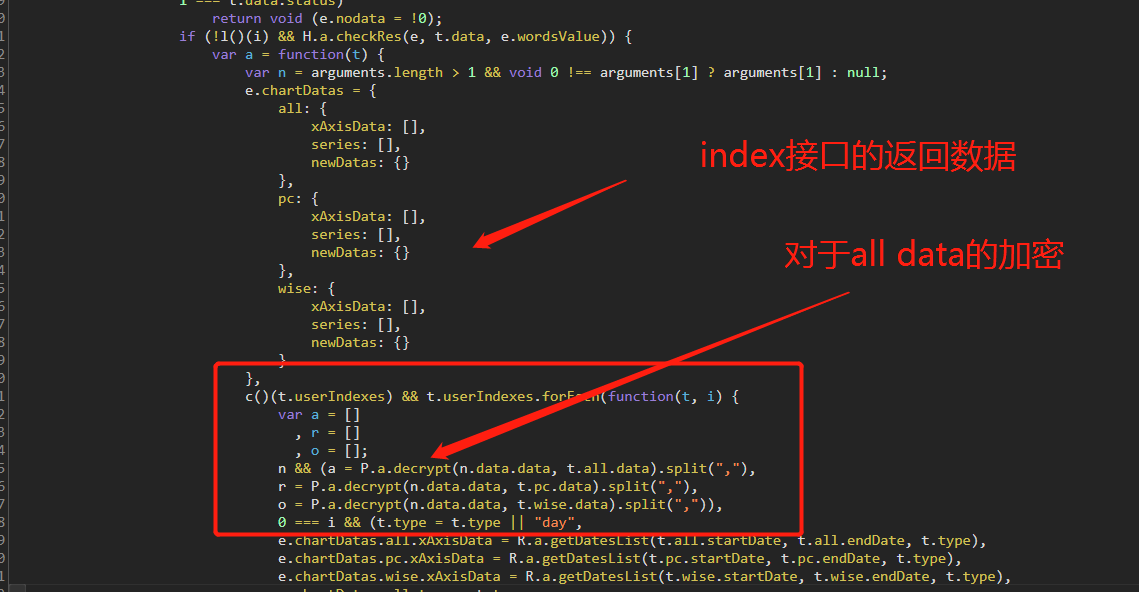 1 === t.data.status)
return void (e.nodata = !0);
if (!l()(i) && H.a.checkRes(e, t.data, e.wordsValue)) {
var a = function(t) {
var n = arguments.length > 1 && void 0 !== arguments[1] ? arguments[1] : null;
e.chartDatas = {
all: {
xAxisData: [],
series: [],
newDatas: {}
},
pc: {
xAxisData: [],
series: [],
newDatas: {}
},
wise: {
xAxisData: [],
series: [],
newDatas: {}
}
},
index接口的返回数据
对于all data的加密
c()(t.userIndexes) && t.userIndexes.forEach(function(t, i) {
var a = []
, r = []
, o = [];
n && (a = P.a.decrypt(n.data.data, t.all.data).split(","),
r = P.a.decrypt(n.data.data, t.pc.data).split(","),
o = P.a.decrypt(n.data.data, t.wise.data).split(",")),
0 === i && (t.type = t.type || "day",
e.chartDatas.all.xAxisData = R.a.getDatesList(t.all.startDate, t.all.endDate, t.type),
e.chartDatas.pc.xAxisData = R.a.getDatesList(t.pc.startDate, t.pc.endDate, t.type),
e.chartDatas.wise.xAxisData = R.a.getDatesList(t.wise.startDate, t.wise.endDate, t.type),